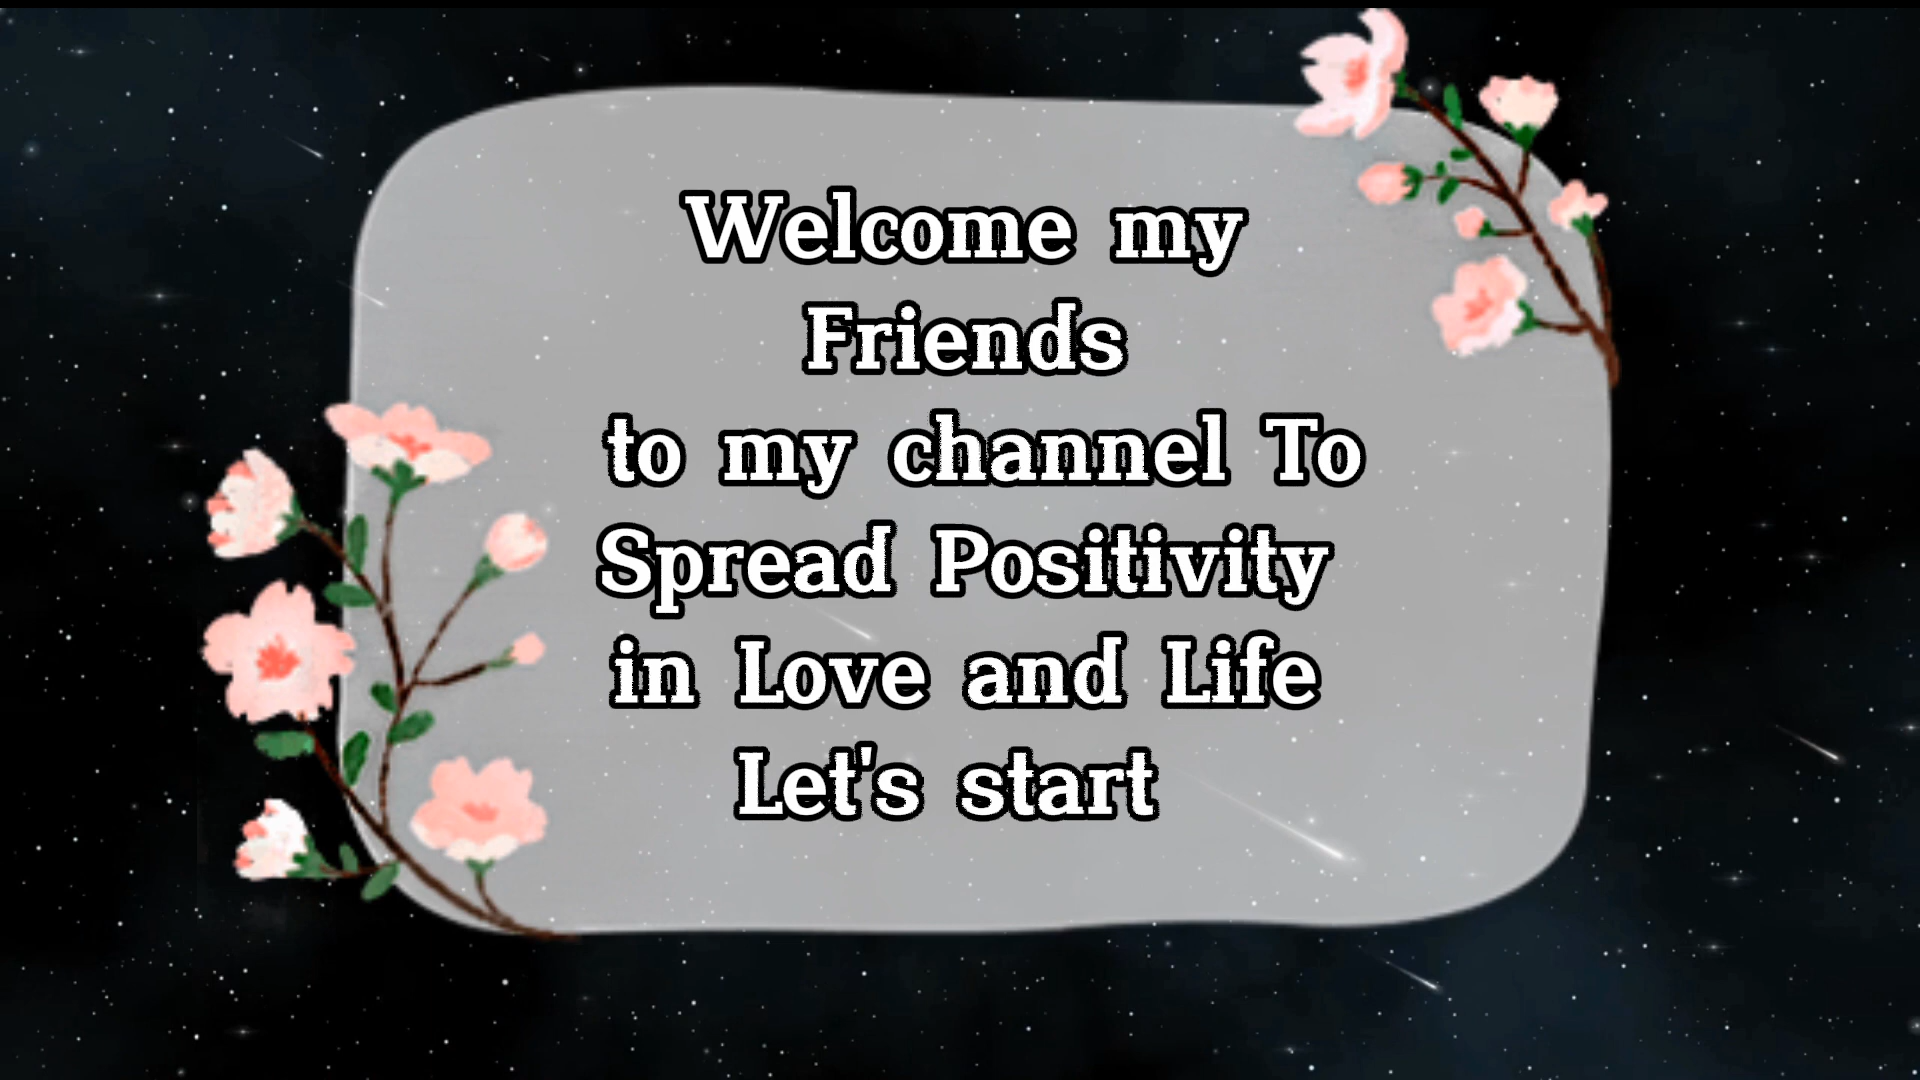 Welcome my
Friends
to my channel To
Spread Positivity
in Love and Life
Let's start